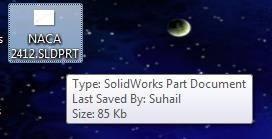 NACA
2412.SLDPRT
Type: SolidWorks Part Document
Last Saved By: Suhail
Size: 85 Kb